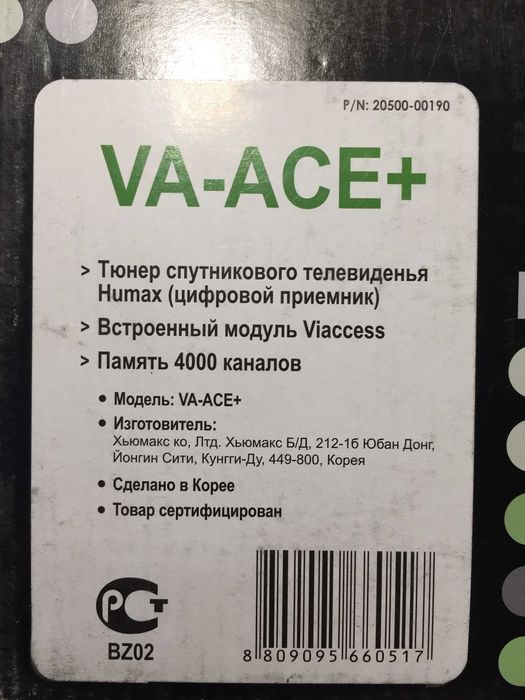 P/N: 20500-00190
VA-ACE+
> Тюнер спутникового телевиденья
Humax (цифровой приемник)
> Встроенный модуль Viaccess
> Память 4000 каналов
• Модель: VA-ACE+
• Изготовитель:
Хьюмакс ко, Лтд. Хьюмакс Б/Д, 212-1б Юбан Донг,
Йонгин Сити, Кунгги-Ду, 449-800, Корея
• Сделано в Корее
• Товар сертифицирован
РСТ
BZ02
8 809095 660517